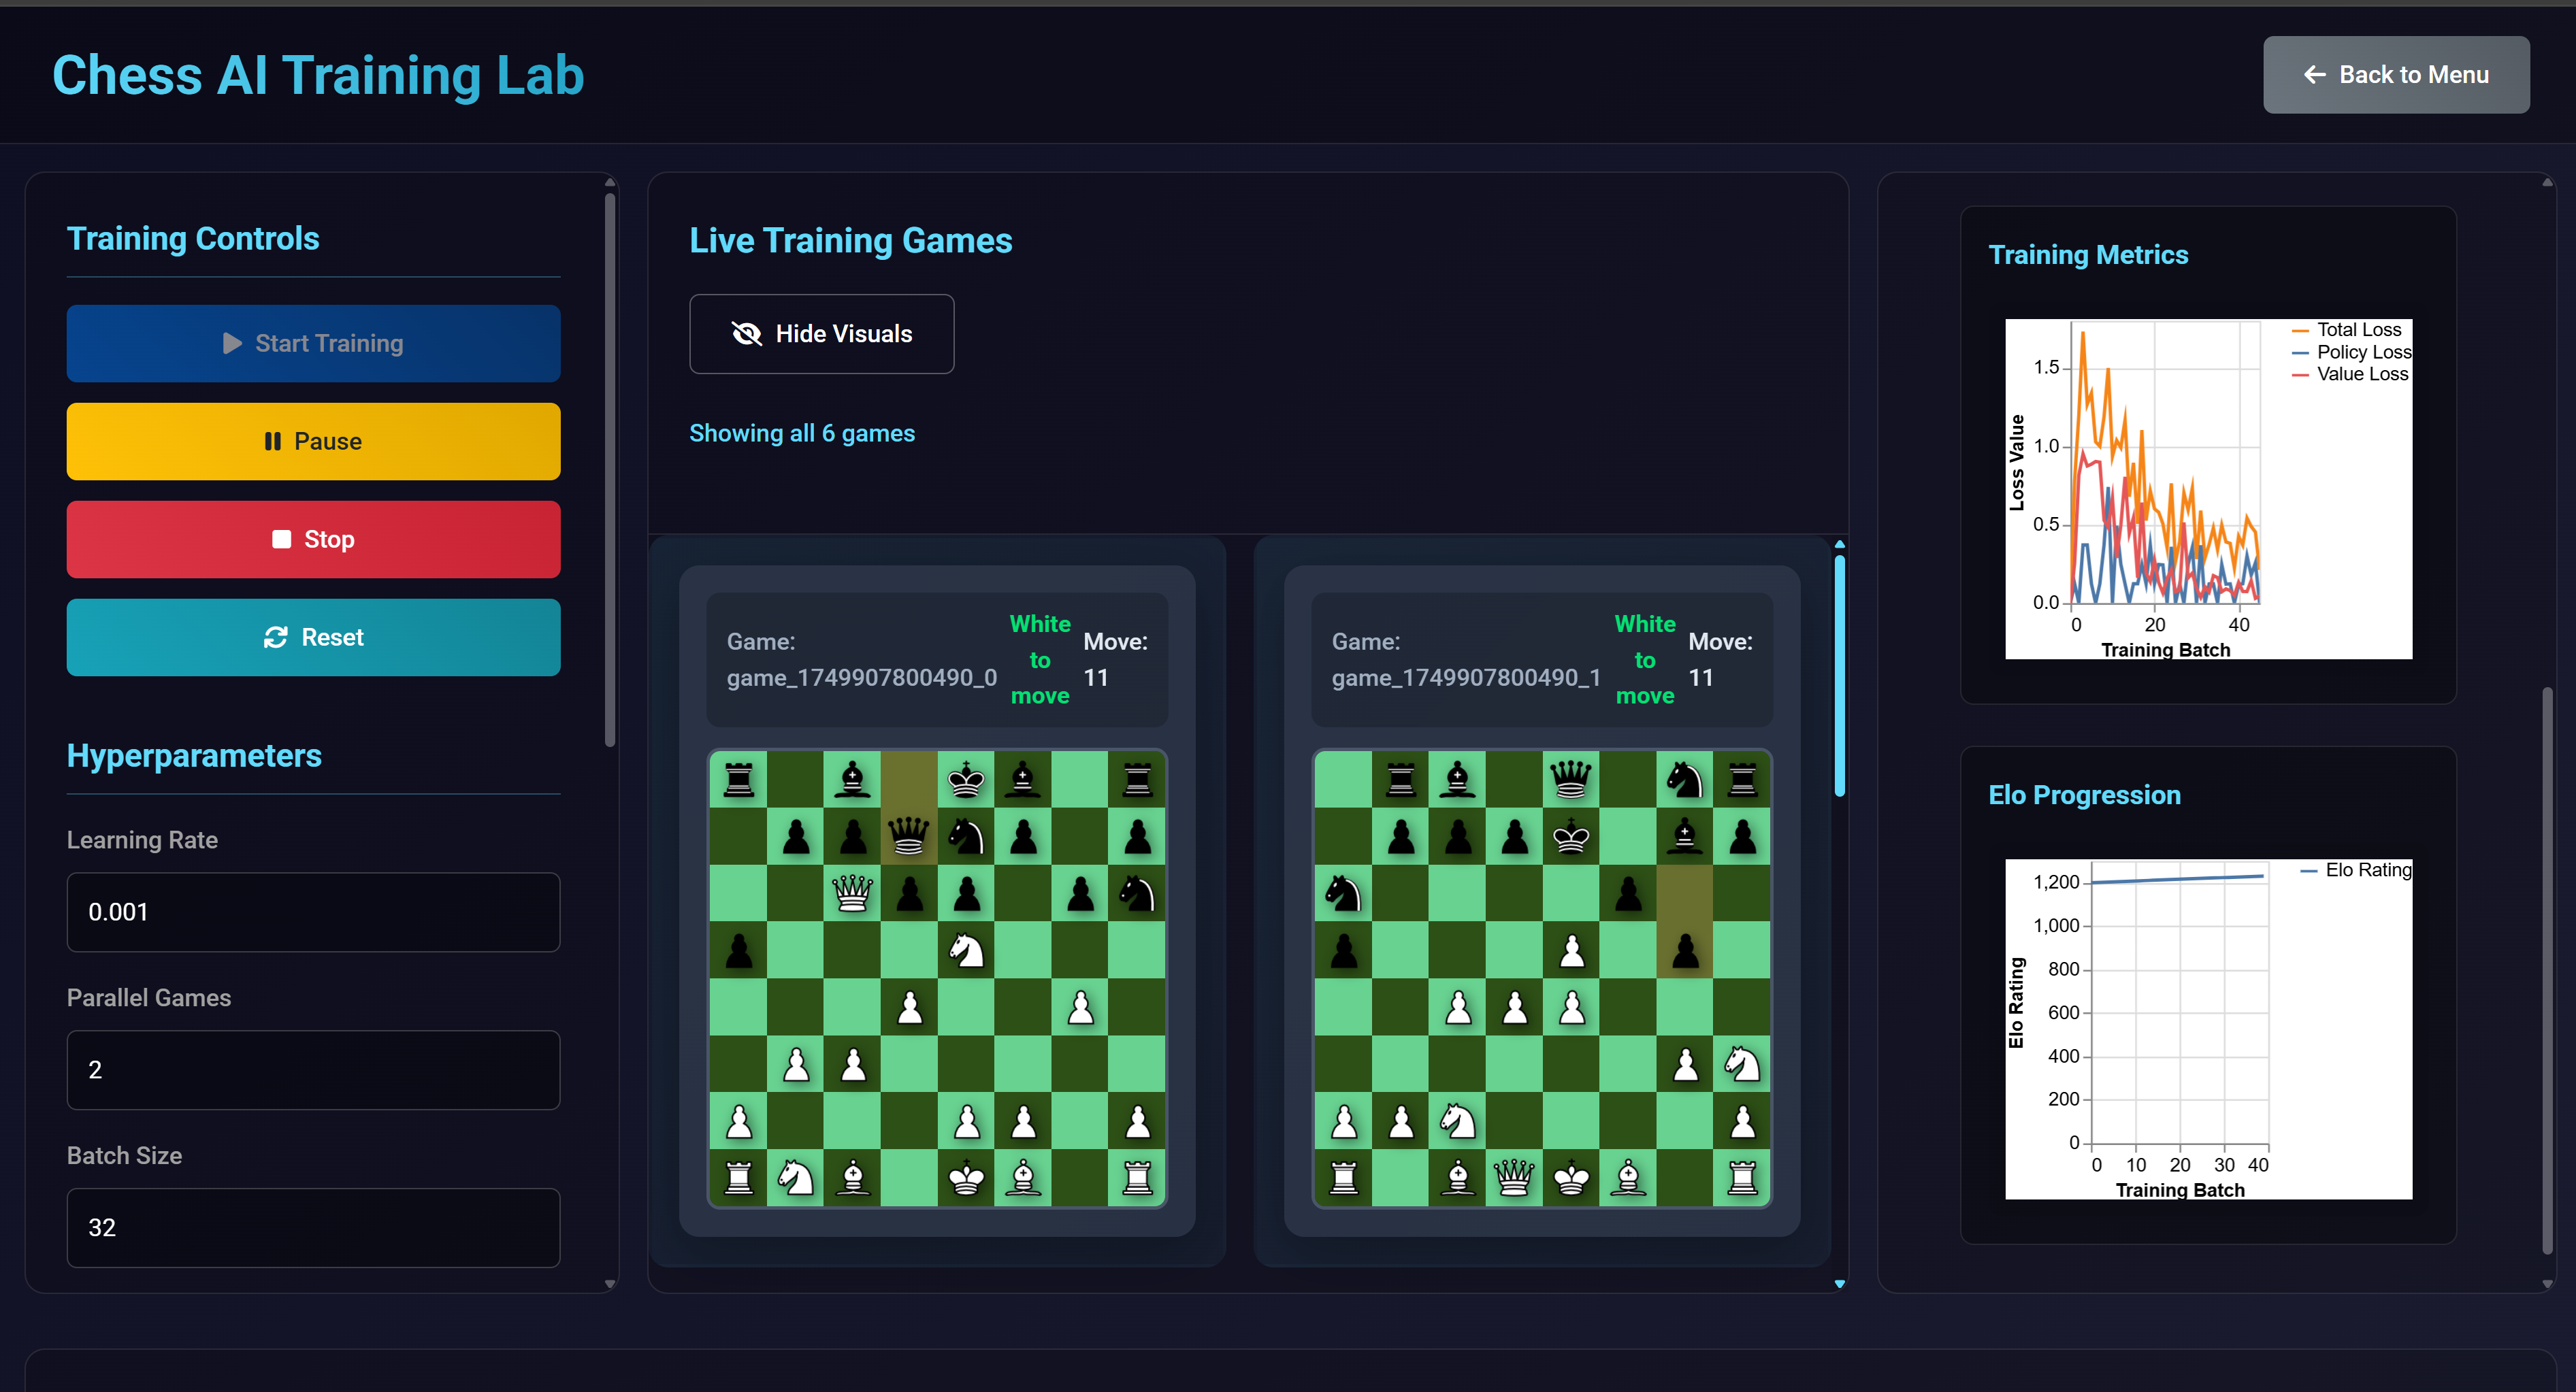 Chess AI Training Lab
Back to Menu
Training Controls
Start Training
Pause
Stop
Reset
Hyperparameters
Learning Rate
0.001
Parallel Games
2
Batch Size
32
Live Training Games
Hide Visuals
Showing all 6 games
Game:
game_1749907800490_0
White
to
move
Move:
11
Game:
game_1749907800490_1
White
to
move
Move:
11
Training Metrics
Total Loss
Policy Loss
Value Loss
Loss Value
1.5
1.0
0.5
0.0
0 20 40
Training Batch
Elo Progression
Elo Rating
Elo Rating
1,200
1,000
800
600
400
200
0
0 10 20 30 40
Training Batch